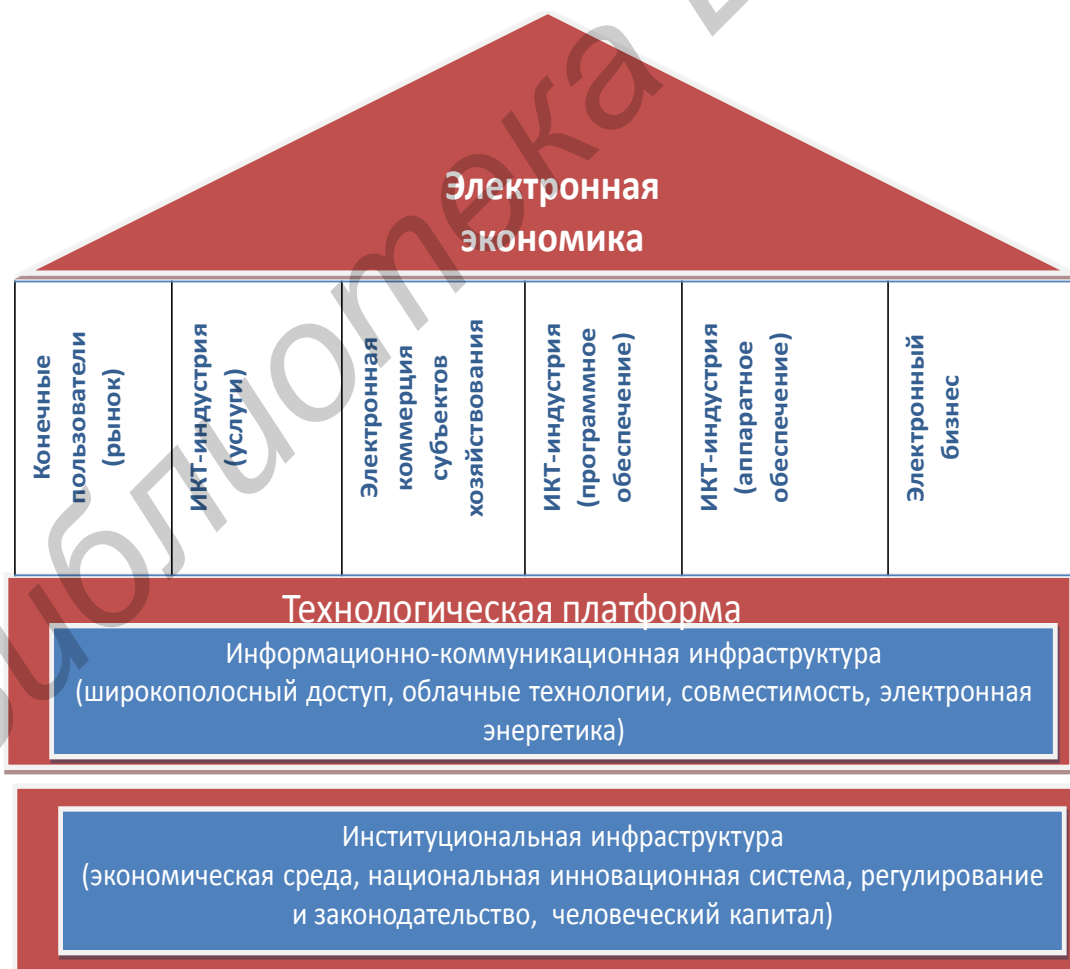 Электронная
экономика
Конечные
пользователи
(рынок)
ИКТ-индустрия
(услуги)
Электронная
коммерция
субъектов
хозяйствования
ИКТ-индустрия
(программное
обеспечение)
ИКТ-индустрия
(аппаратное
обеспечение)
Электронный
бизнес
Технологическая платформа
Информационно-коммуникационная инфраструктура
(широкополосный доступ, облачные технологии, совместимость, электронная
энергетика)
Институциональная инфраструктура
(экономическая среда, национальная инновационная система, регулирование
и законодательство, человеческий капитал)
библиотека